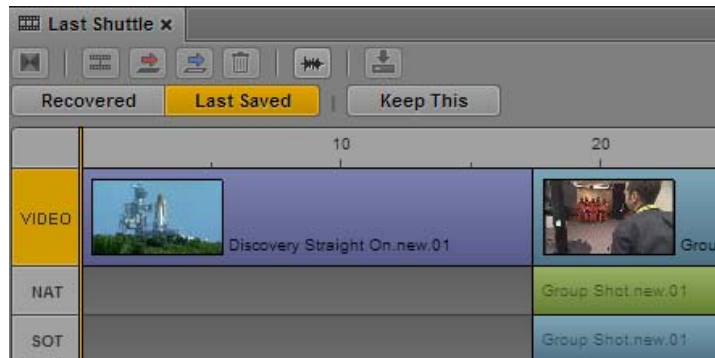 Last Shuttle x
Recovered Last Saved Keep This
10 20
VIDEO Discovery Straight On.new.01 Grou
NAT Group Shot.new.01
SOT Group Shot.new.01